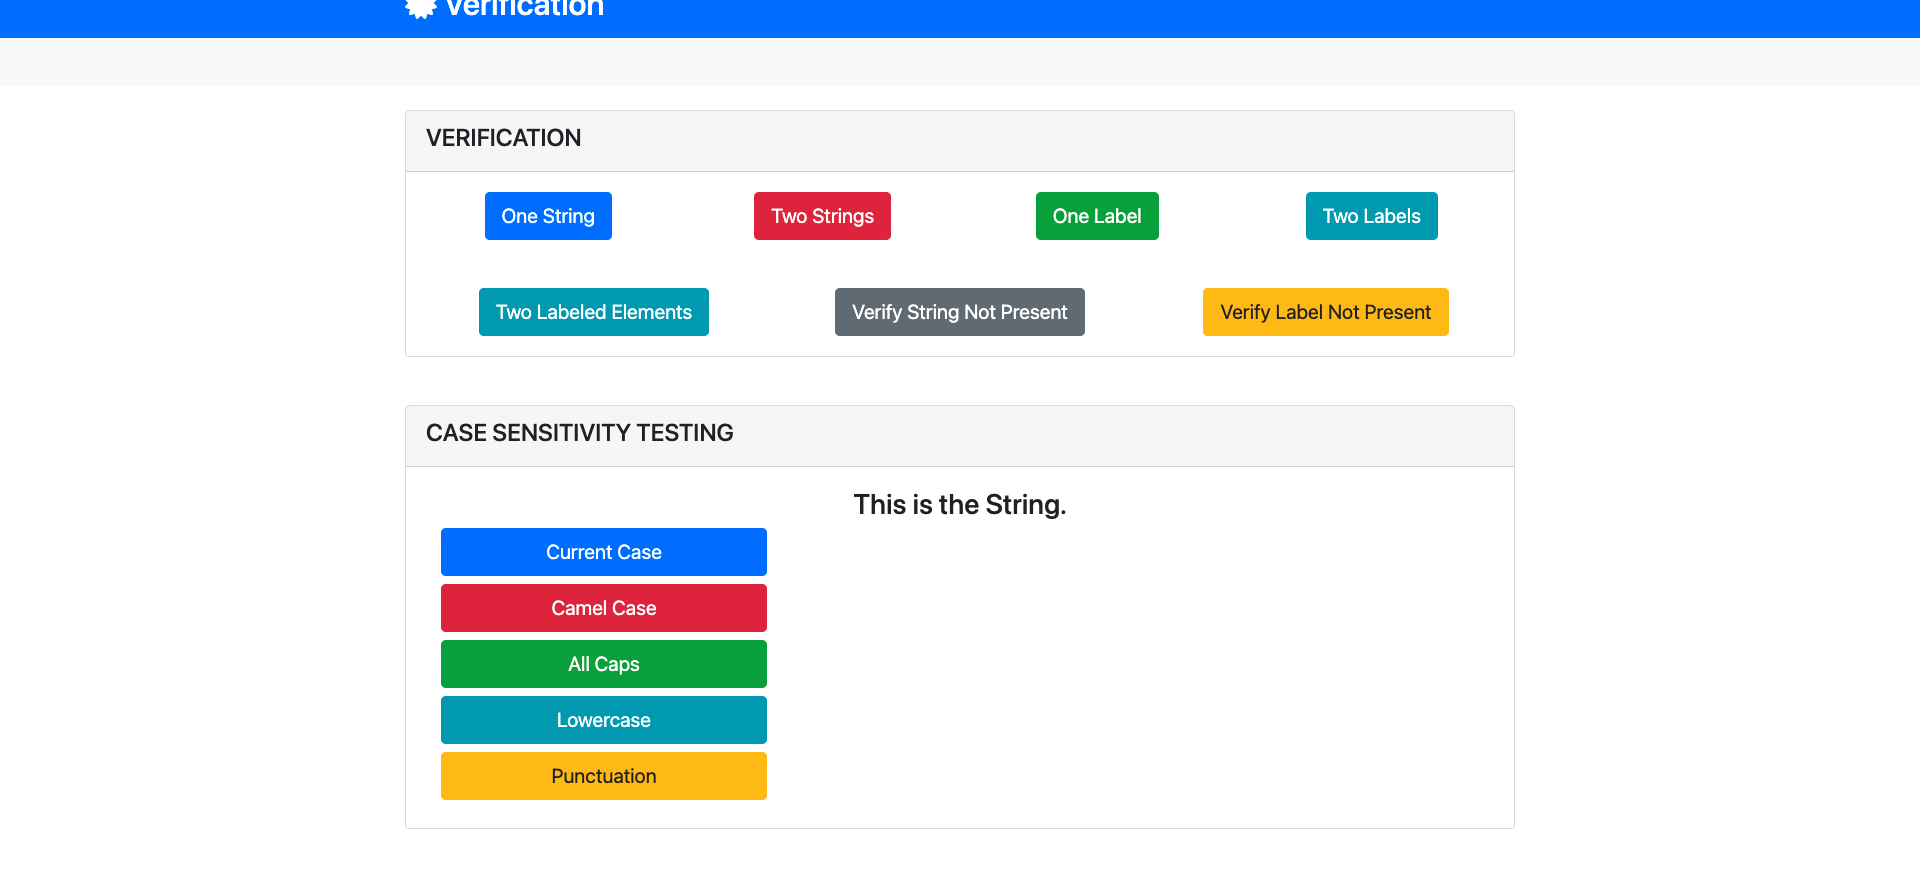 Verification
VERIFICATION
One String
Two Strings
One Label
Two Labels
Two Labeled Elements
Verify String Not Present
Verify Label Not Present
CASE SENSITIVITY TESTING
This is the String.
Current Case
Camel Case
All Caps
Lowercase
Punctuation